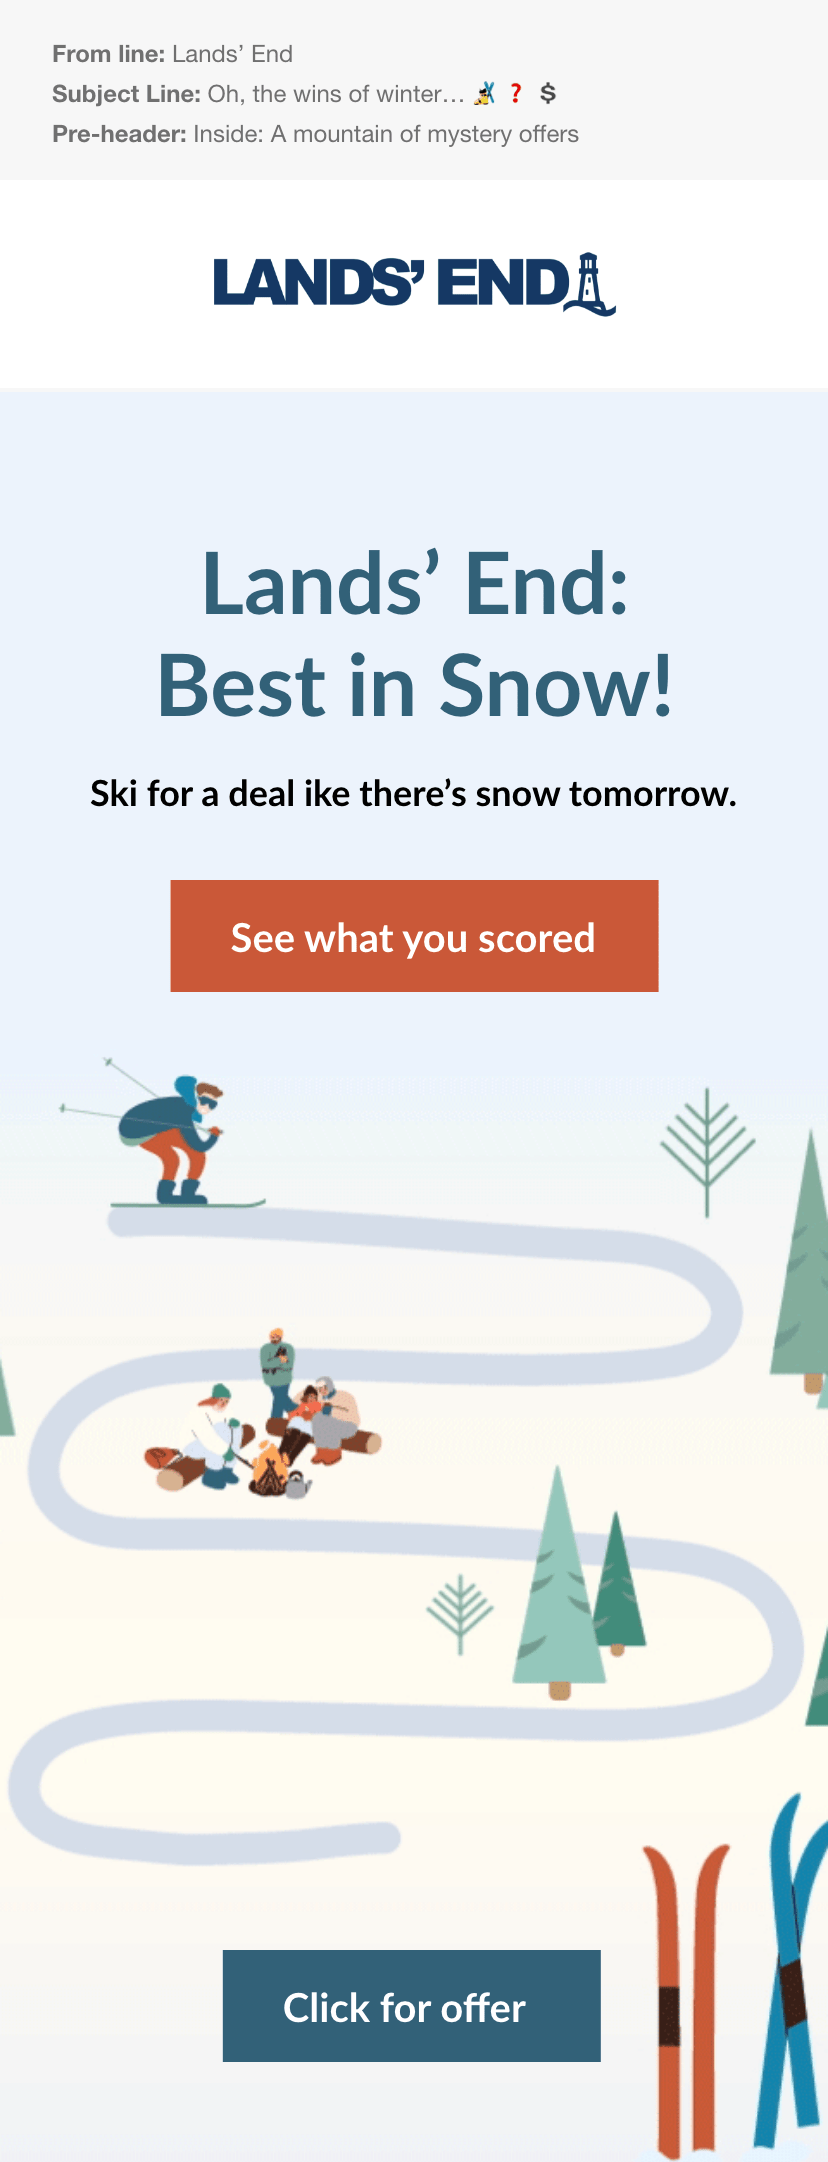 From line: Lands’ End
Subject Line: Oh, the wins of winter… ⛷️ ❓ 💲
Pre-header: Inside: A mountain of mystery offers
LANDS’ END
Lands’ End:
Best in Snow!
Ski for a deal ike there’s snow tomorrow.
See what you scored
Click for offer